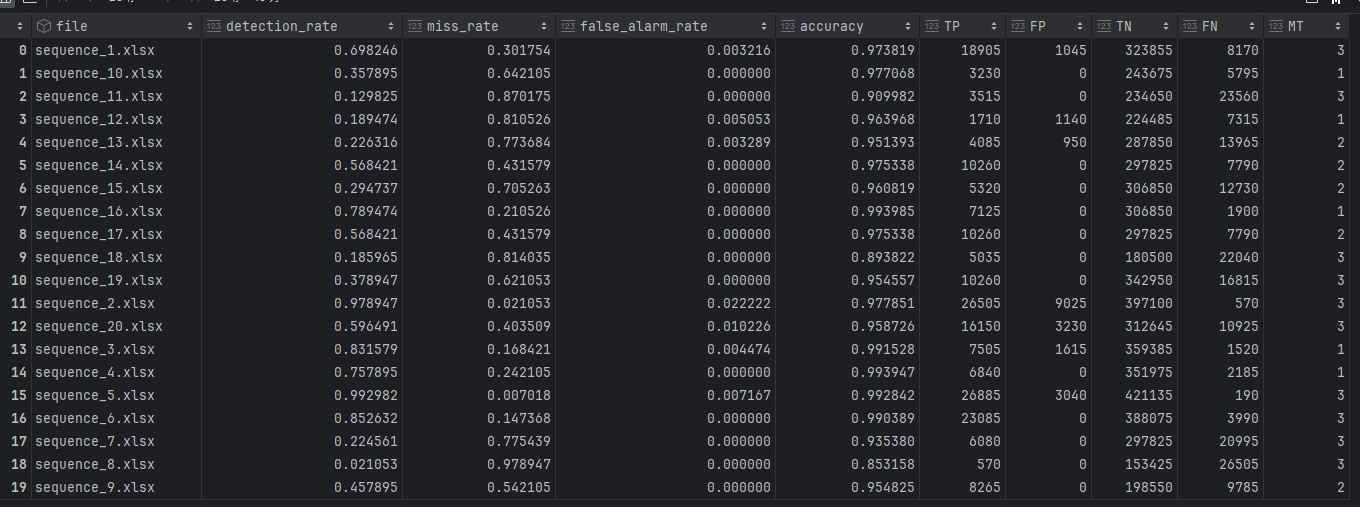 123 detection_rate 123 miss_rate 123 false_alarm_rate 123 accuracy 123 TP 123 FP 123 TN 123 FN 123 MT file
0 sequence_1.xlsx 0.698246 0.301754 0.003216 0.973819 18905 1045 323855 8170 3
1 sequence_10.xlsx 0.357895 0.642105 0.000000 0.977068 3230 0 243675 5795 1
2 sequence_11.xlsx 0.129825 0.870175 0.000000 0.909982 3515 0 234650 23560 3
3 sequence_12.xlsx 0.189474 0.810526 0.005053 0.963968 1710 1140 224485 7315 1
4 sequence_13.xlsx 0.226316 0.773684 0.003289 0.951393 4085 950 287850 13965 2
5 sequence_14.xlsx 0.568421 0.431579 0.000000 0.975338 10260 0 297825 7790 2
6 sequence_15.xlsx 0.294737 0.705263 0.000000 0.960819 5320 0 306850 12730 2
7 sequence_16.xlsx 0.789474 0.210526 0.000000 0.993985 7125 0 306850 1900 1
8 sequence_17.xlsx 0.568421 0.431579 0.000000 0.975338 10260 0 297825 7790 2
9 sequence_18.xlsx 0.185965 0.814035 0.000000 0.893822 5035 0 180500 22040 3
10 sequence_19.xlsx 0.378947 0.621053 0.000000 0.954557 10260 0 342950 16815 3
11 sequence_2.xlsx 0.978947 0.021053 0.022222 0.977851 26505 9025 397100 570 3
12 sequence_20.xlsx 0.596491 0.403509 0.010226 0.958726 16150 3230 312645 10925 3
13 sequence_3.xlsx 0.831579 0.168421 0.004474 0.991528 7505 1615 359385 1520 1
14 sequence_4.xlsx 0.757895 0.242105 0.000000 0.993947 6840 0 351975 2185 1
15 sequence_5.xlsx 0.992982 0.007018 0.007167 0.992842 26885 3040 421135 190 3
16 sequence_6.xlsx 0.852632 0.147368 0.000000 0.990389 23085 0 388075 3990 3
17 sequence_7.xlsx 0.224561 0.775439 0.000000 0.935380 6080 0 297825 20995 3
18 sequence_8.xlsx 0.021053 0.978947 0.000000 0.853158 570 0 153425 26505 3
19 sequence_9.xlsx 0.457895 0.542105 0.000000 0.954825 8265 0 198550 9785 2